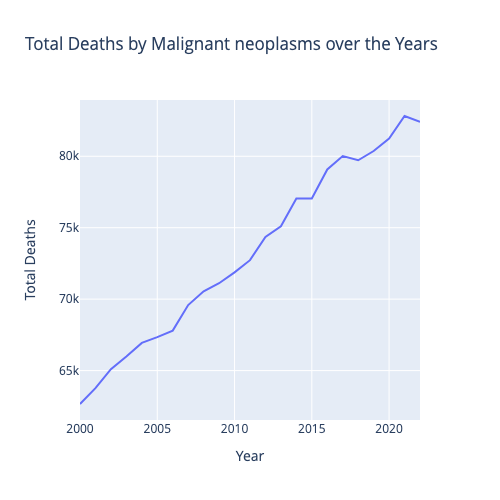 Total Deaths by Malignant neoplasms over the Years
80k
75k
70k
65k
Total Deaths
2000 2005 2010 2015 2020
Year